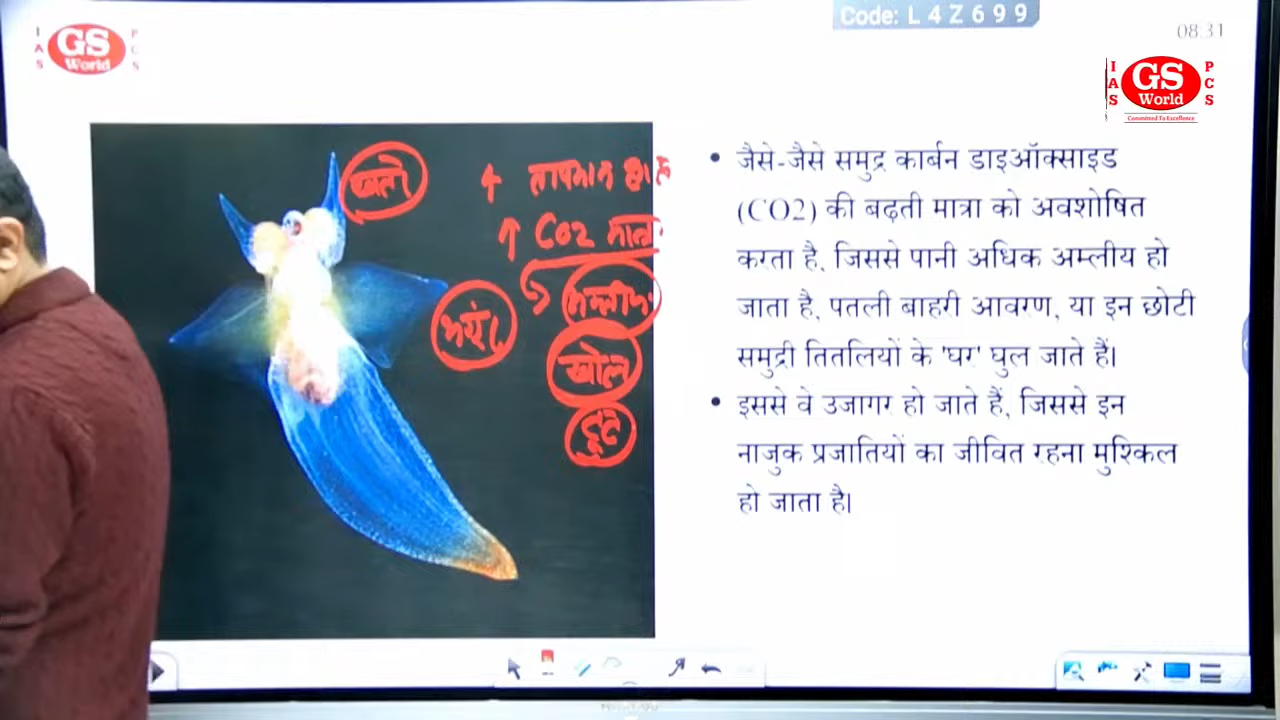 Code: L4Z699
08:31
IAS GS World PCS
IAS GS World PCS
Committed To Excellence
• जैसे-जैसे समुद्र कार्बन डाइऑक्साइड
(CO2) की बढ़ती मात्रा को अवशोषित
करता है, जिससे पानी अधिक अम्लीय हो
जाता है, पतली बाहरी आवरण, या इन छोटी
समुद्री तितलियों के 'घर' घुल जाते हैं।
• इससे वे उजागर हो जाते हैं, जिससे इन
नाजुक प्रजातियों का जीवित रहना मुश्किल
हो जाता है।
↑ तापमान
↑ CO2 मात्रा
खोल